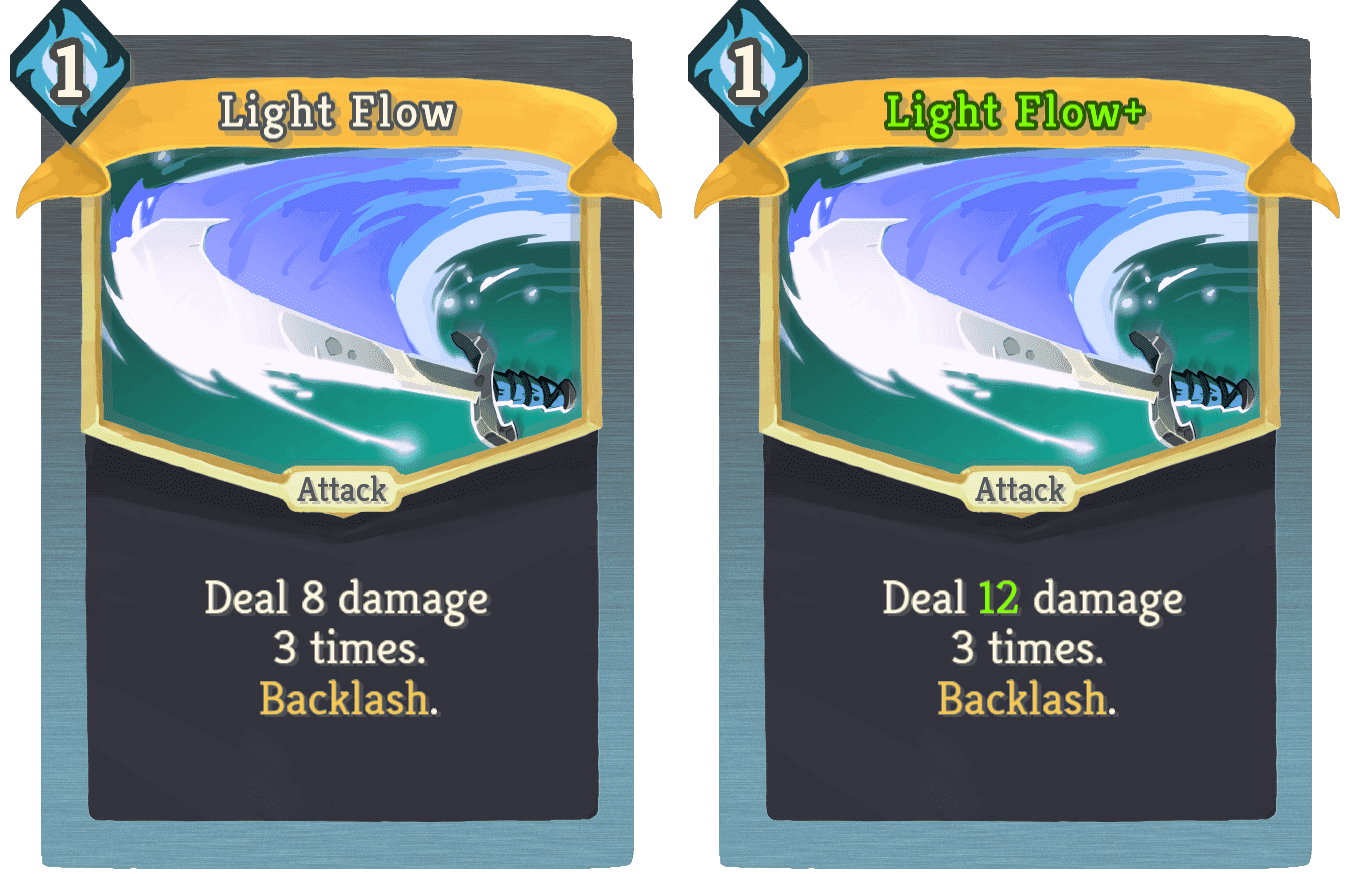 1
Light Flow
Attack
Deal 8 damage
3 times.
Backlash.
1
Light Flow+
Attack
Deal 12 damage
3 times.
Backlash.